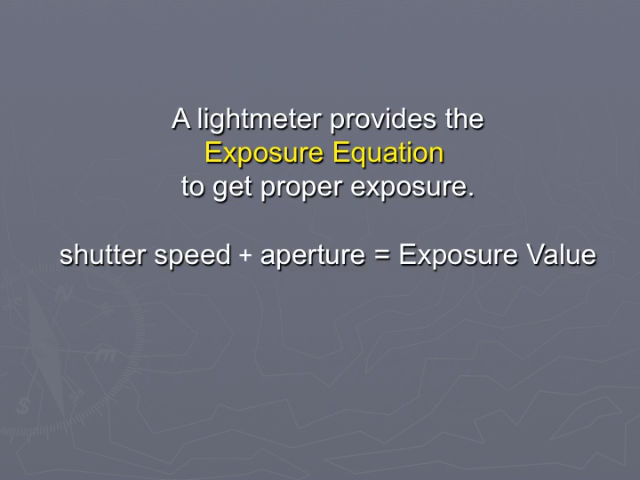 A lightmeter provides the
Exposure Equation
to get proper exposure.
shutter speed + aperture = Exposure Value
N
m
S